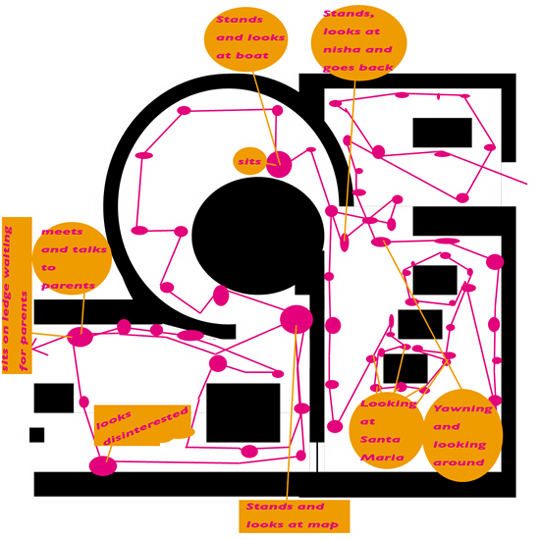 Stands
and looks
at boat
Stands,
looks at
nisha and
goes back
sits
meets
and talks
to
parents
sits on ledge waiting
for parents
looks
disinterested
Looking
at
Santa
Maria
Yawning
and
looking
around
Stands and
looks at map